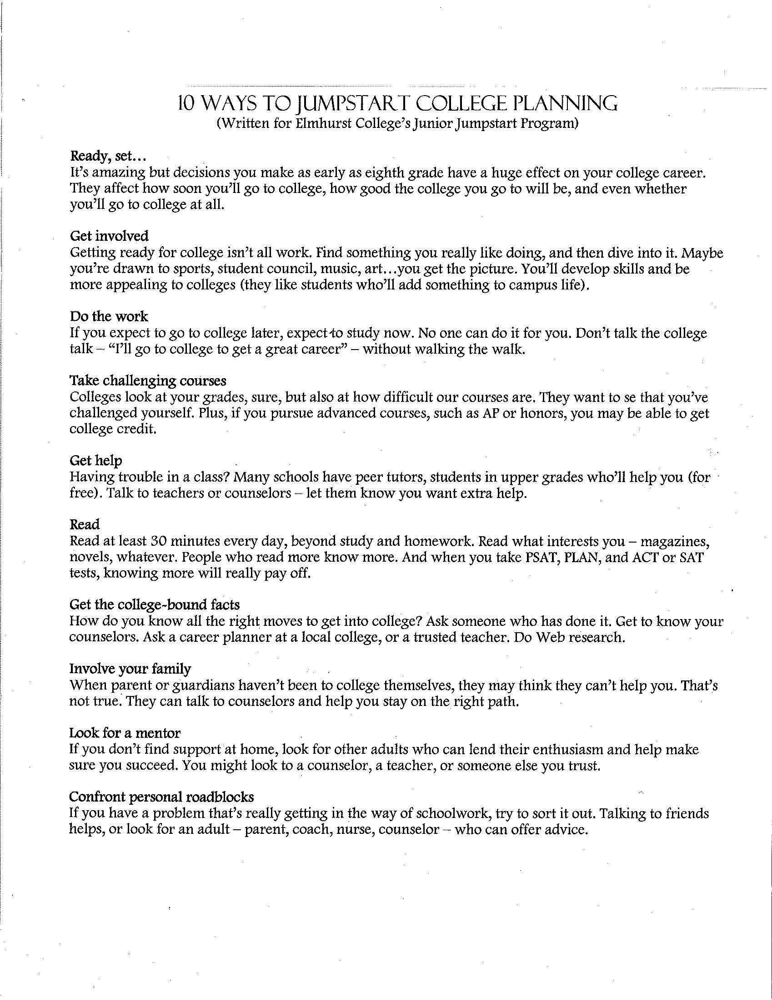 10 WAYS TO JUMPSTART COLLEGE PLANNING
(Written for Elmhurst College's Junior Jumpstart Program)
Ready, set...
It's amazing but decisions you make as early as eighth grade have a huge effect on your college career.
They affect how soon you'll go to college, how good the college you go to will be, and even whether
you'll go to college at all.
Get involved
Getting ready for college isn't all work. Find something you really like doing, and then dive into it. Maybe
you're drawn to sports, student council, music, art...you get the picture. You'll develop skills and be
more appealing to colleges (they like students who'll add something to campus life).
Do the work
If you expect to go to college later, expect to study now. No one can do it for you. Don't talk the college
talk – “I'll go to college to get a great career” – without walking the walk.
Take challenging courses
Colleges look at your grades, sure, but also at how difficult our courses are. They want to se that you've
challenged yourself. Plus, if you pursue advanced courses, such as AP or honors, you may be able to get
college credit.
Get help
Having trouble in a class? Many schools have peer tutors, students in upper grades who'll help you (for
free). Talk to teachers or counselors – let them know you want extra help.
Read
Read at least 30 minutes every day, beyond study and homework. Read what interests you – magazines,
novels, whatever. People who read more know more. And when you take PSAT, PLAN, and ACT or SAT
tests, knowing more will really pay off.
Get the college-bound facts
How do you know all the right moves to get into college? Ask someone who has done it. Get to know your
counselors. Ask a career planner at a local college, or a trusted teacher. Do Web research.
Involve your family
When parent or guardians haven't been to college themselves, they may think they can't help you. That's
not true. They can talk to counselors and help you stay on the right path.
Look for a mentor
If you don't find support at home, look for other adults who can lend their enthusiasm and help make
sure you succeed. You might look to a counselor, a teacher, or someone else you trust.
Confront personal roadblocks
If you have a problem that's really getting in the way of schoolwork, try to sort it out. Talking to friends
helps, or look for an adult – parent, coach, nurse, counselor – who can offer advice.